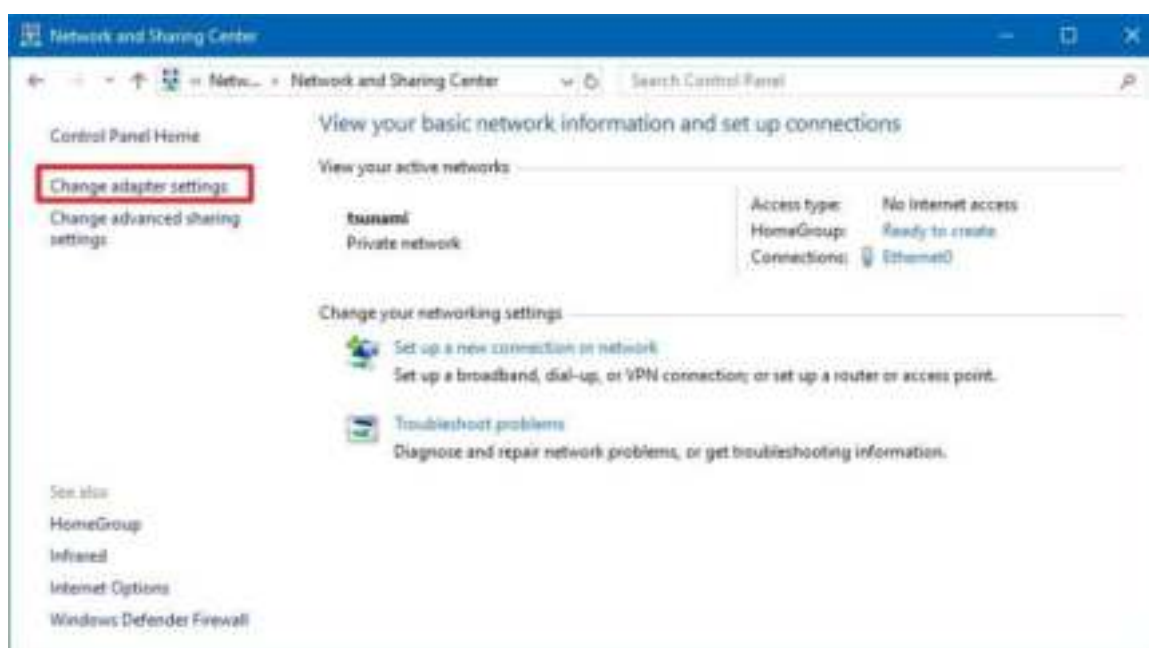 Network and Sharing Center
« Netw... › Network and Sharing Center
Search Control Panel
Control Panel Home
Change adapter settings
Change advanced sharing
settings
View your basic network information and set up connections
View your active networks
tsunami
Private network
Access type: No Internet access
HomeGroup: Ready to create
Connections: Ethernet0
Change your networking settings
Set up a new connection or network
Set up a broadband, dial-up, or VPN connection; or set up a router or access point.
Troubleshoot problems
Diagnose and repair network problems, or get troubleshooting information.
See also
HomeGroup
Infrared
Internet Options
Windows Defender Firewall